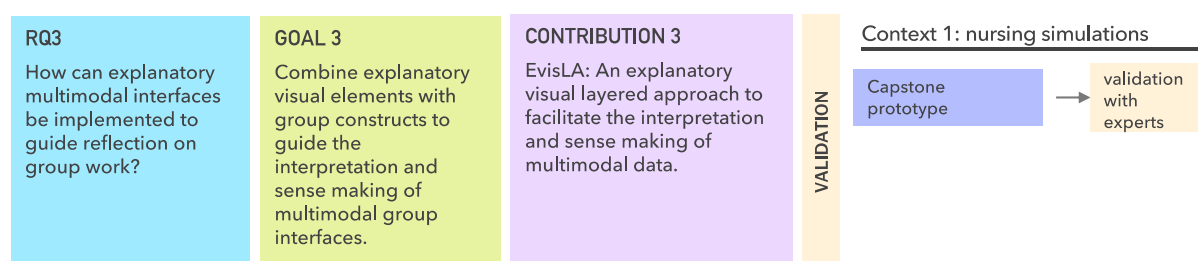 RQ3
How can explanatory
multimodal interfaces
be implemented to
guide reflection on
group work?
GOAL 3
Combine explanatory
visual elements with
group constructs to
guide the
interpretation and
sense making of
multimodal group
interfaces.
CONTRIBUTION 3
EvisLA: An explanatory
visual layered approach to
facilitate the interpretation
and sense making of
multimodal data.
VALIDATION
Context 1: nursing simulations
Capstone
prototype
validation
with
experts